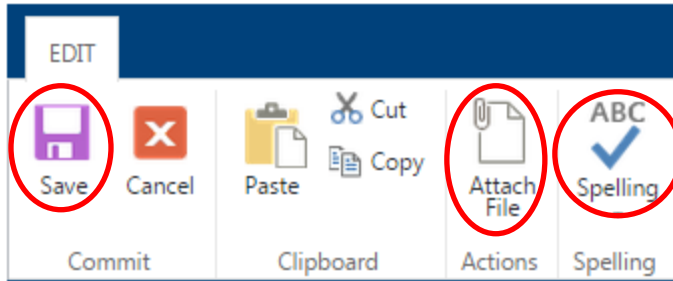 EDIT
ABC
Cut
Copy
Save
Cancel
Paste
Attach
File
Spelling
Commit
Clipboard
Actions
Spelling